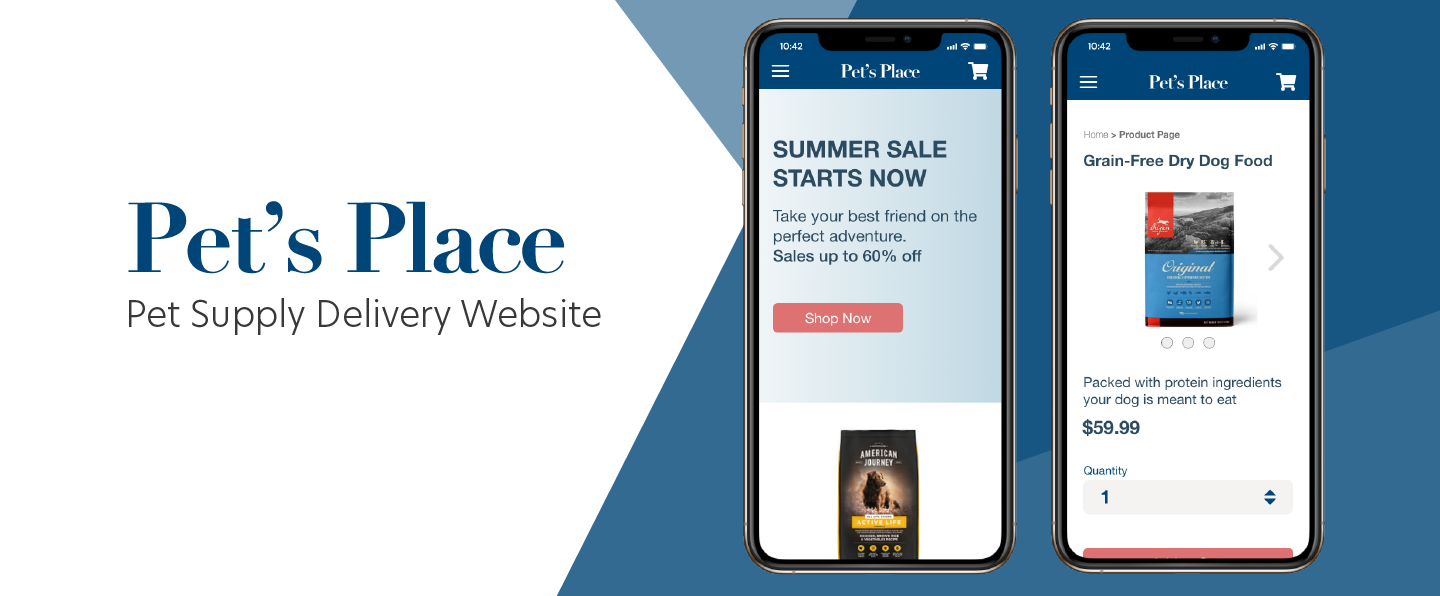 Pet's Place
Pet Supply Delivery Website
10:42
Pet's Place
SUMMER SALE
STARTS NOW
Take your best friend on the
perfect adventure.
Sales up to 60% off
Shop Now
AMERICAN
JOURNEY
ACTIVE LIFE
10:42
Pet's Place
Home > Product Page
Grain-Free Dry Dog Food
Original
Packed with protein ingredients
your dog is meant to eat
$59.99
Quantity
1